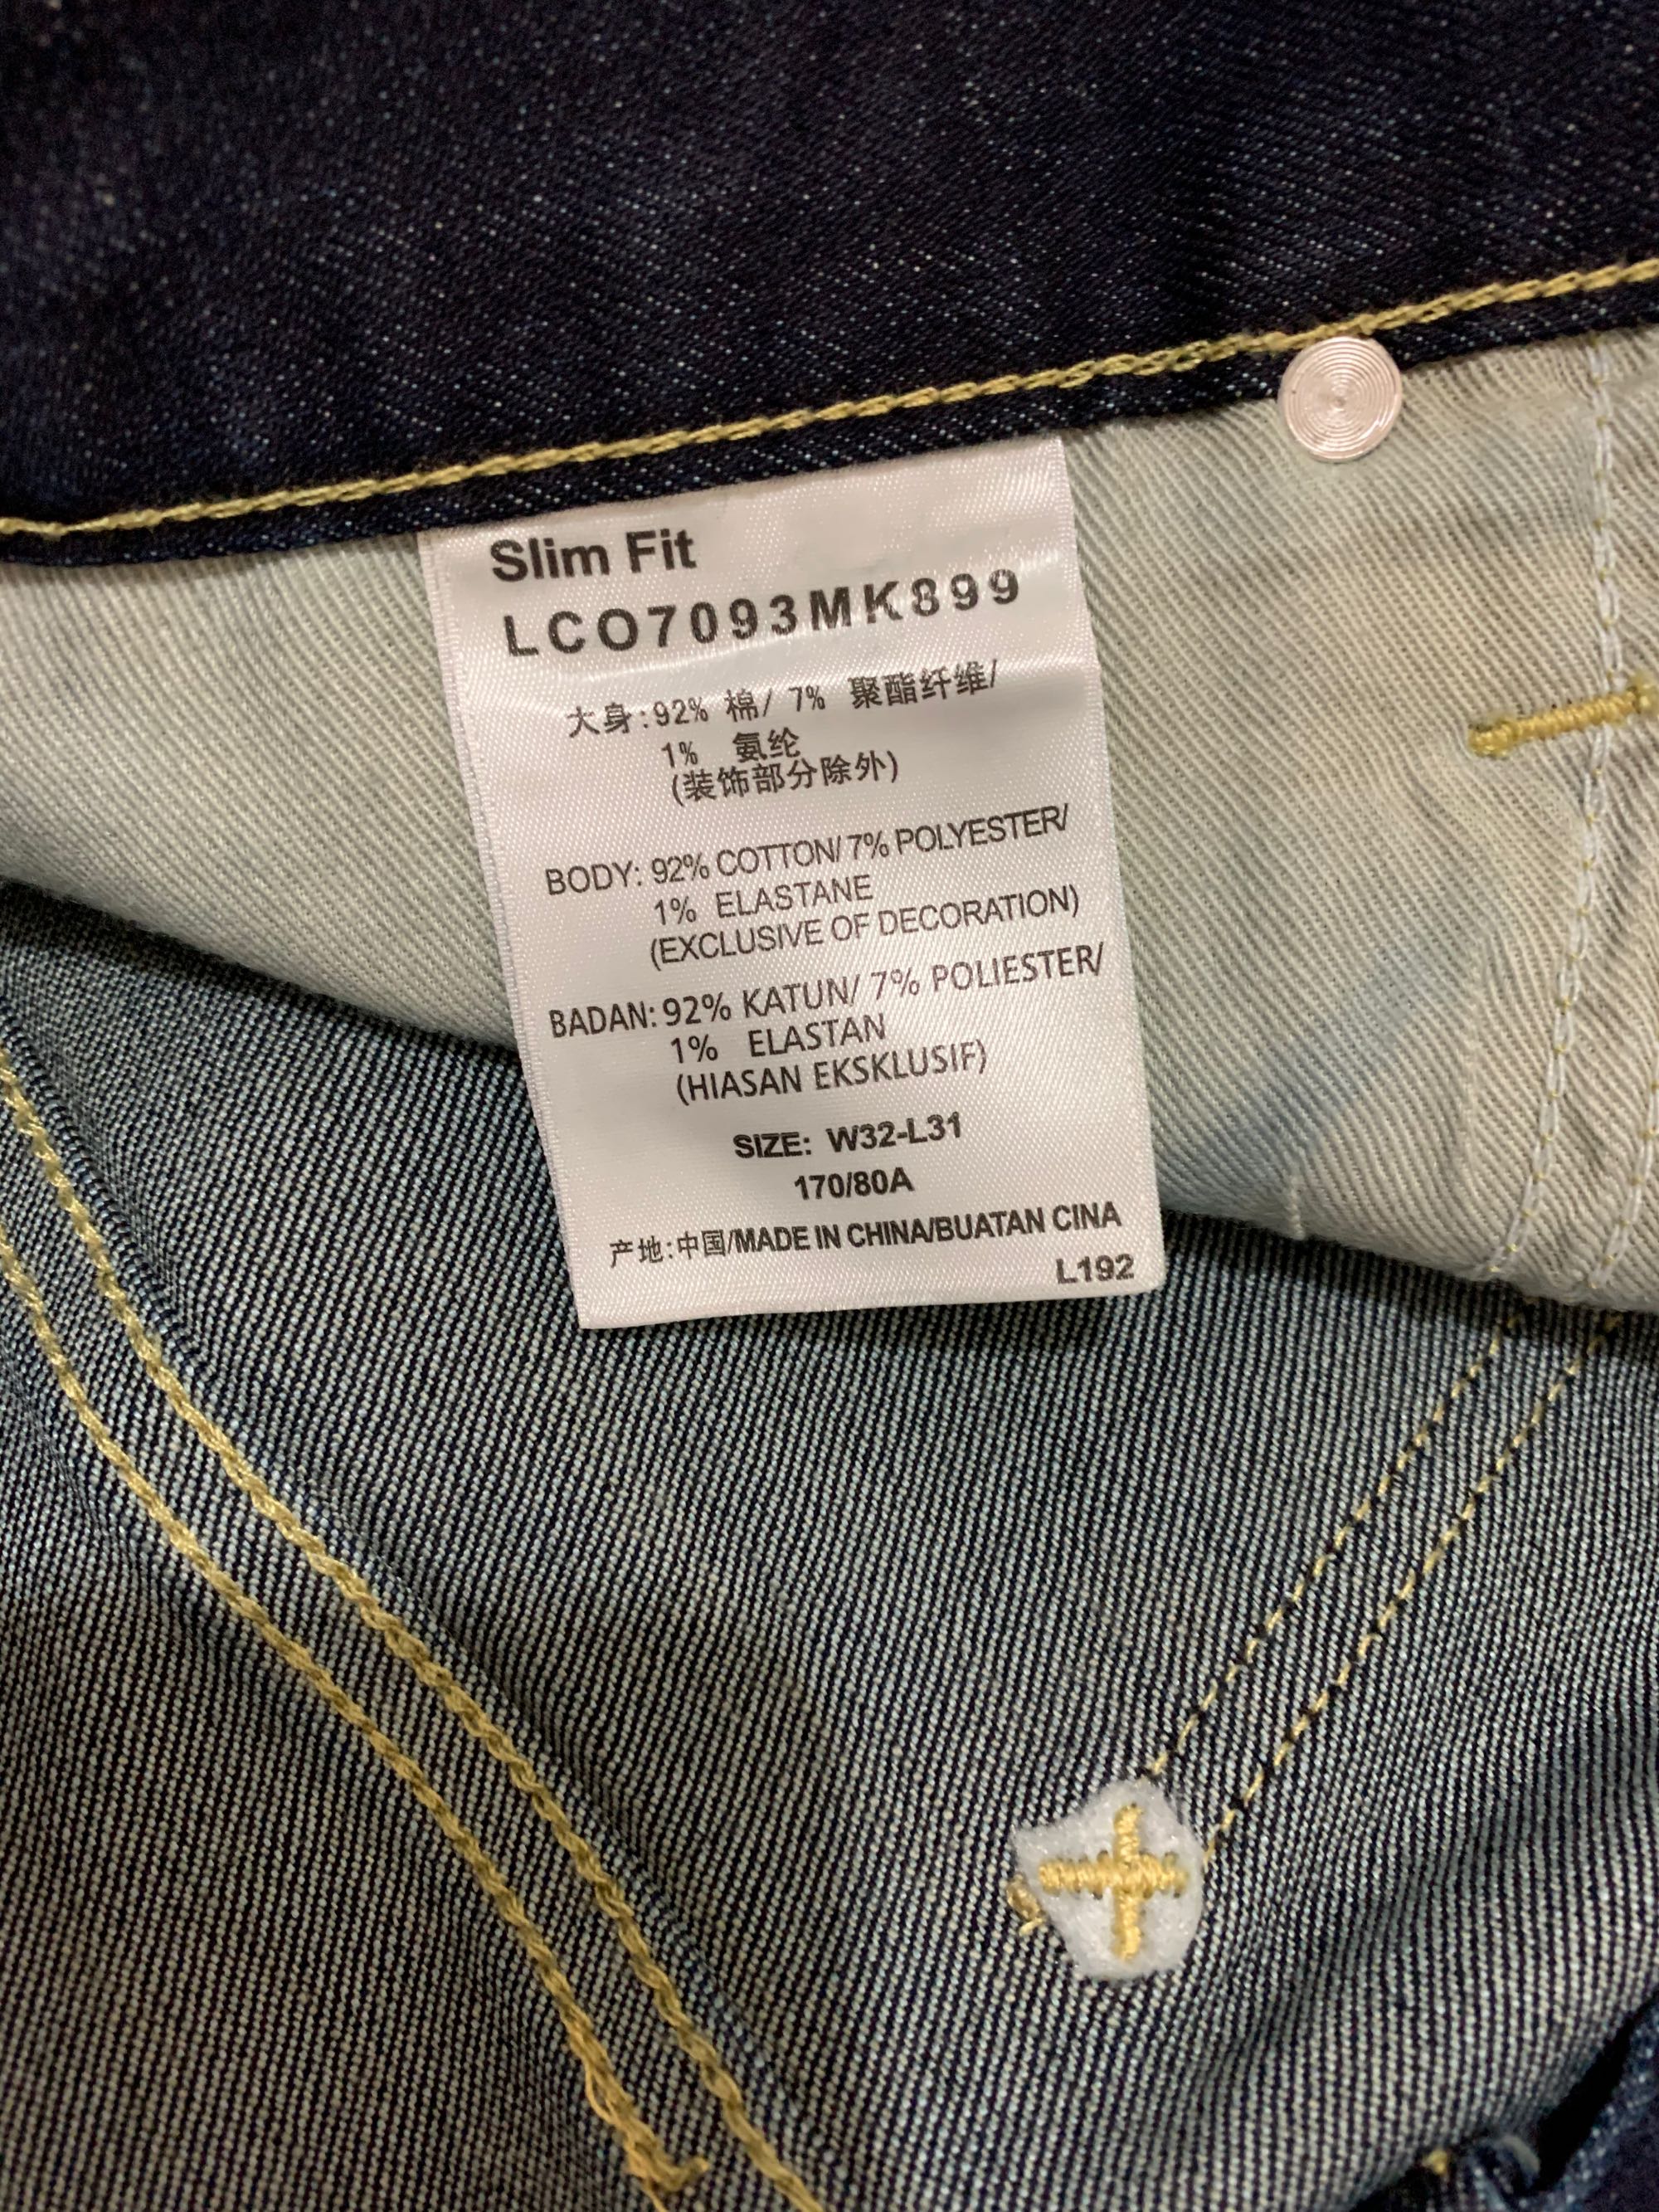 Slim Fit
LCO7093MK899
大身:92% 棉/ 7% 聚酯纤维/
1% 氨纶
(装饰部分除外)
BODY: 92% COTTON/ 7% POLYESTER/
1% ELASTANE
(EXCLUSIVE OF DECORATION)
BADAN: 92% KATUN/ 7% POLIESTER/
1% ELASTAN
(HIASAN EKSKLUSIF)
SIZE: W32-L31
170/80A
产地:中国/MADE IN CHINA/BUATAN CINA
L192